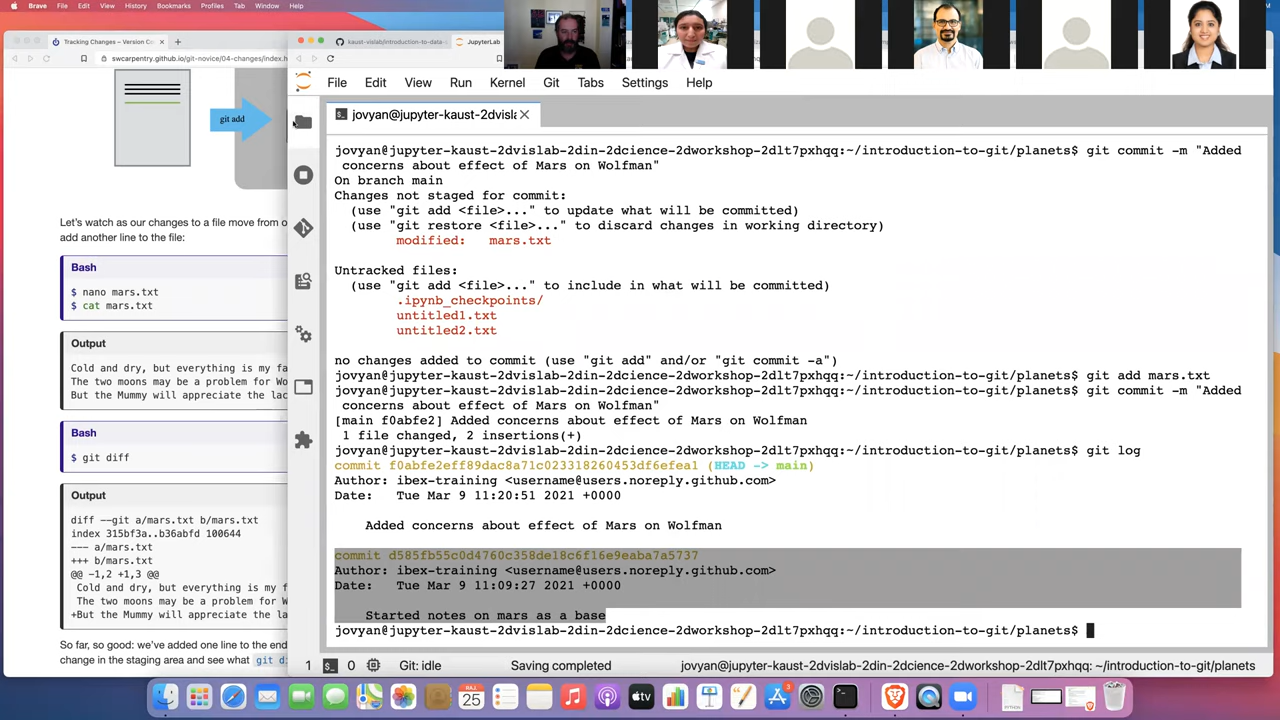 Brave File Edit View History Bookmarks Profiles Tab Window Help
Tracking Changes – Version Co
swcarpentry.github.io/git-novice/04-changes/index.h
git add
Let's watch as our changes to a file move from o
add another line to the file:
Bash
$ nano mars.txt
$ cat mars.txt
Output
Cold and dry, but everything is my fa
The two moons may be a problem for Wo
But the Mummy will appreciate the lac
Bash
$ git diff
Output
diff --git a/mars.txt b/mars.txt
index 315bf3a..b36abfd 100644
--- a/mars.txt
+++ b/mars.txt
@@ -1,2 +1,3 @@
Cold and dry, but everything is my f
The two moons may be a problem for W
+But the Mummy will appreciate the la
So far, so good: we've added one line to the end
change in the staging area and see what git di
kaust-vislab/introduction-to-data-
JupyterLab
File Edit View Run Kernel Git Tabs Settings Help
jovyan@jupyter-kaust-2dvisla
jovyan@jupyter-kaust-2dvislab-2din-2dcience-2dworkshop-2dlt7pxhqq:~/introduction-to-git/planets$ git commit -m "Added
concerns about effect of Mars on Wolfman"
On branch main
Changes not staged for commit:
(use "git add <file>..." to update what will be committed)
(use "git restore <file>..." to discard changes in working directory)
modified: mars.txt
Untracked files:
(use "git add <file>..." to include in what will be committed)
.ipynb_checkpoints/
untitled1.txt
untitled2.txt
no changes added to commit (use "git add" and/or "git commit -a")
jovyan@jupyter-kaust-2dvislab-2din-2dcience-2dworkshop-2dlt7pxhqq:~/introduction-to-git/planets$ git add mars.txt
jovyan@jupyter-kaust-2dvislab-2din-2dcience-2dworkshop-2dlt7pxhqq:~/introduction-to-git/planets$ git commit -m "Added
concerns about effect of Mars on Wolfman"
[main f0abfe2] Added concerns about effect of Mars on Wolfman
1 file changed, 2 insertions(+)
jovyan@jupyter-kaust-2dvislab-2din-2dcience-2dworkshop-2dlt7pxhqq:~/introduction-to-git/planets$ git log
commit f0abfe2eff89dac8a71c023318260453df6efea1 (HEAD -> main)
Author: ibex-training <username@users.noreply.github.com>
Date: Tue Mar 9 11:20:51 2021 +0000
Added concerns about effect of Mars on Wolfman
commit d585fb55c0d4760c358de18c6f16e9eaba7a5737
Author: ibex-training <username@users.noreply.github.com>
Date: Tue Mar 9 11:09:27 2021 +0000
Started notes on mars as a base
jovyan@jupyter-kaust-2dvislab-2din-2dcience-2dworkshop-2dlt7pxhqq:~/introduction-to-git/planets$
1 0 Git: idle Saving completed jovyan@jupyter-kaust-2dvislab-2din-2dcience-2dworkshop-2dlt7pxhqq: ~/introduction-to-git/planets
25
3
tv